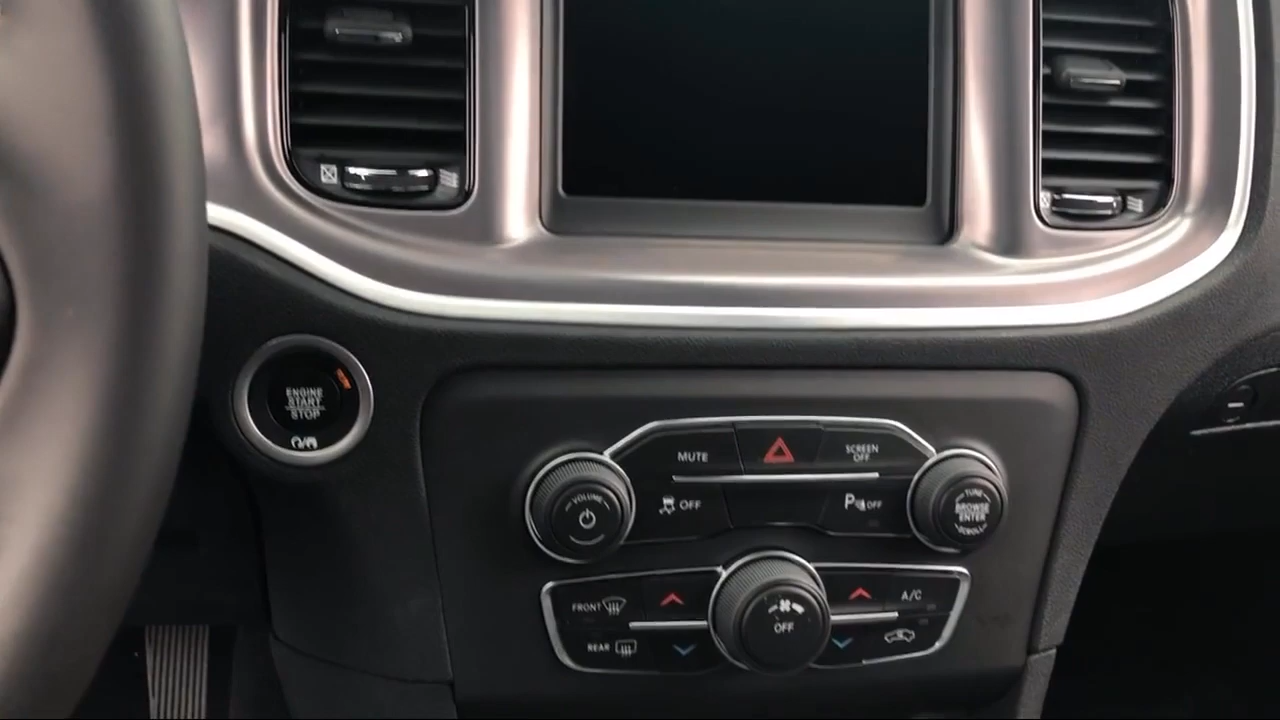 ENGINE
START
STOP
MUTE
SCREEN
OFF
VOLUME
OFF
P OFF
TUNE
BROWSE
ENTER
SCROLL
FRONT
A/C
OFF
REAR